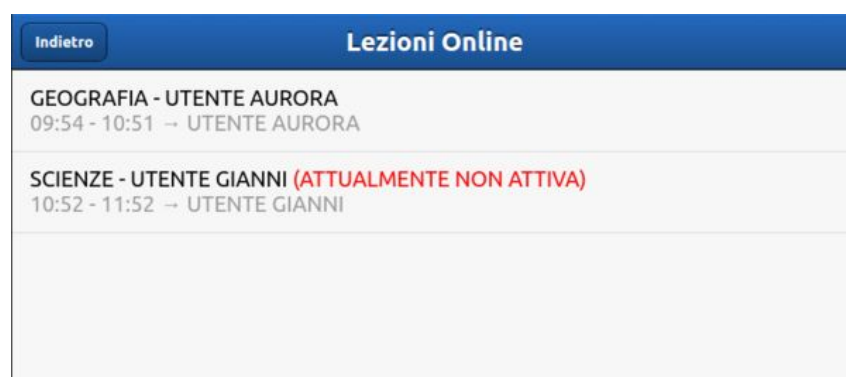 Indietro
Lezioni Online
GEOGRAFIA - UTENTE AURORA
09:54 - 10:51 → UTENTE AURORA
SCIENZE - UTENTE GIANNI (ATTUALMENTE NON ATTIVA)
10:52 - 11:52 → UTENTE GIANNI